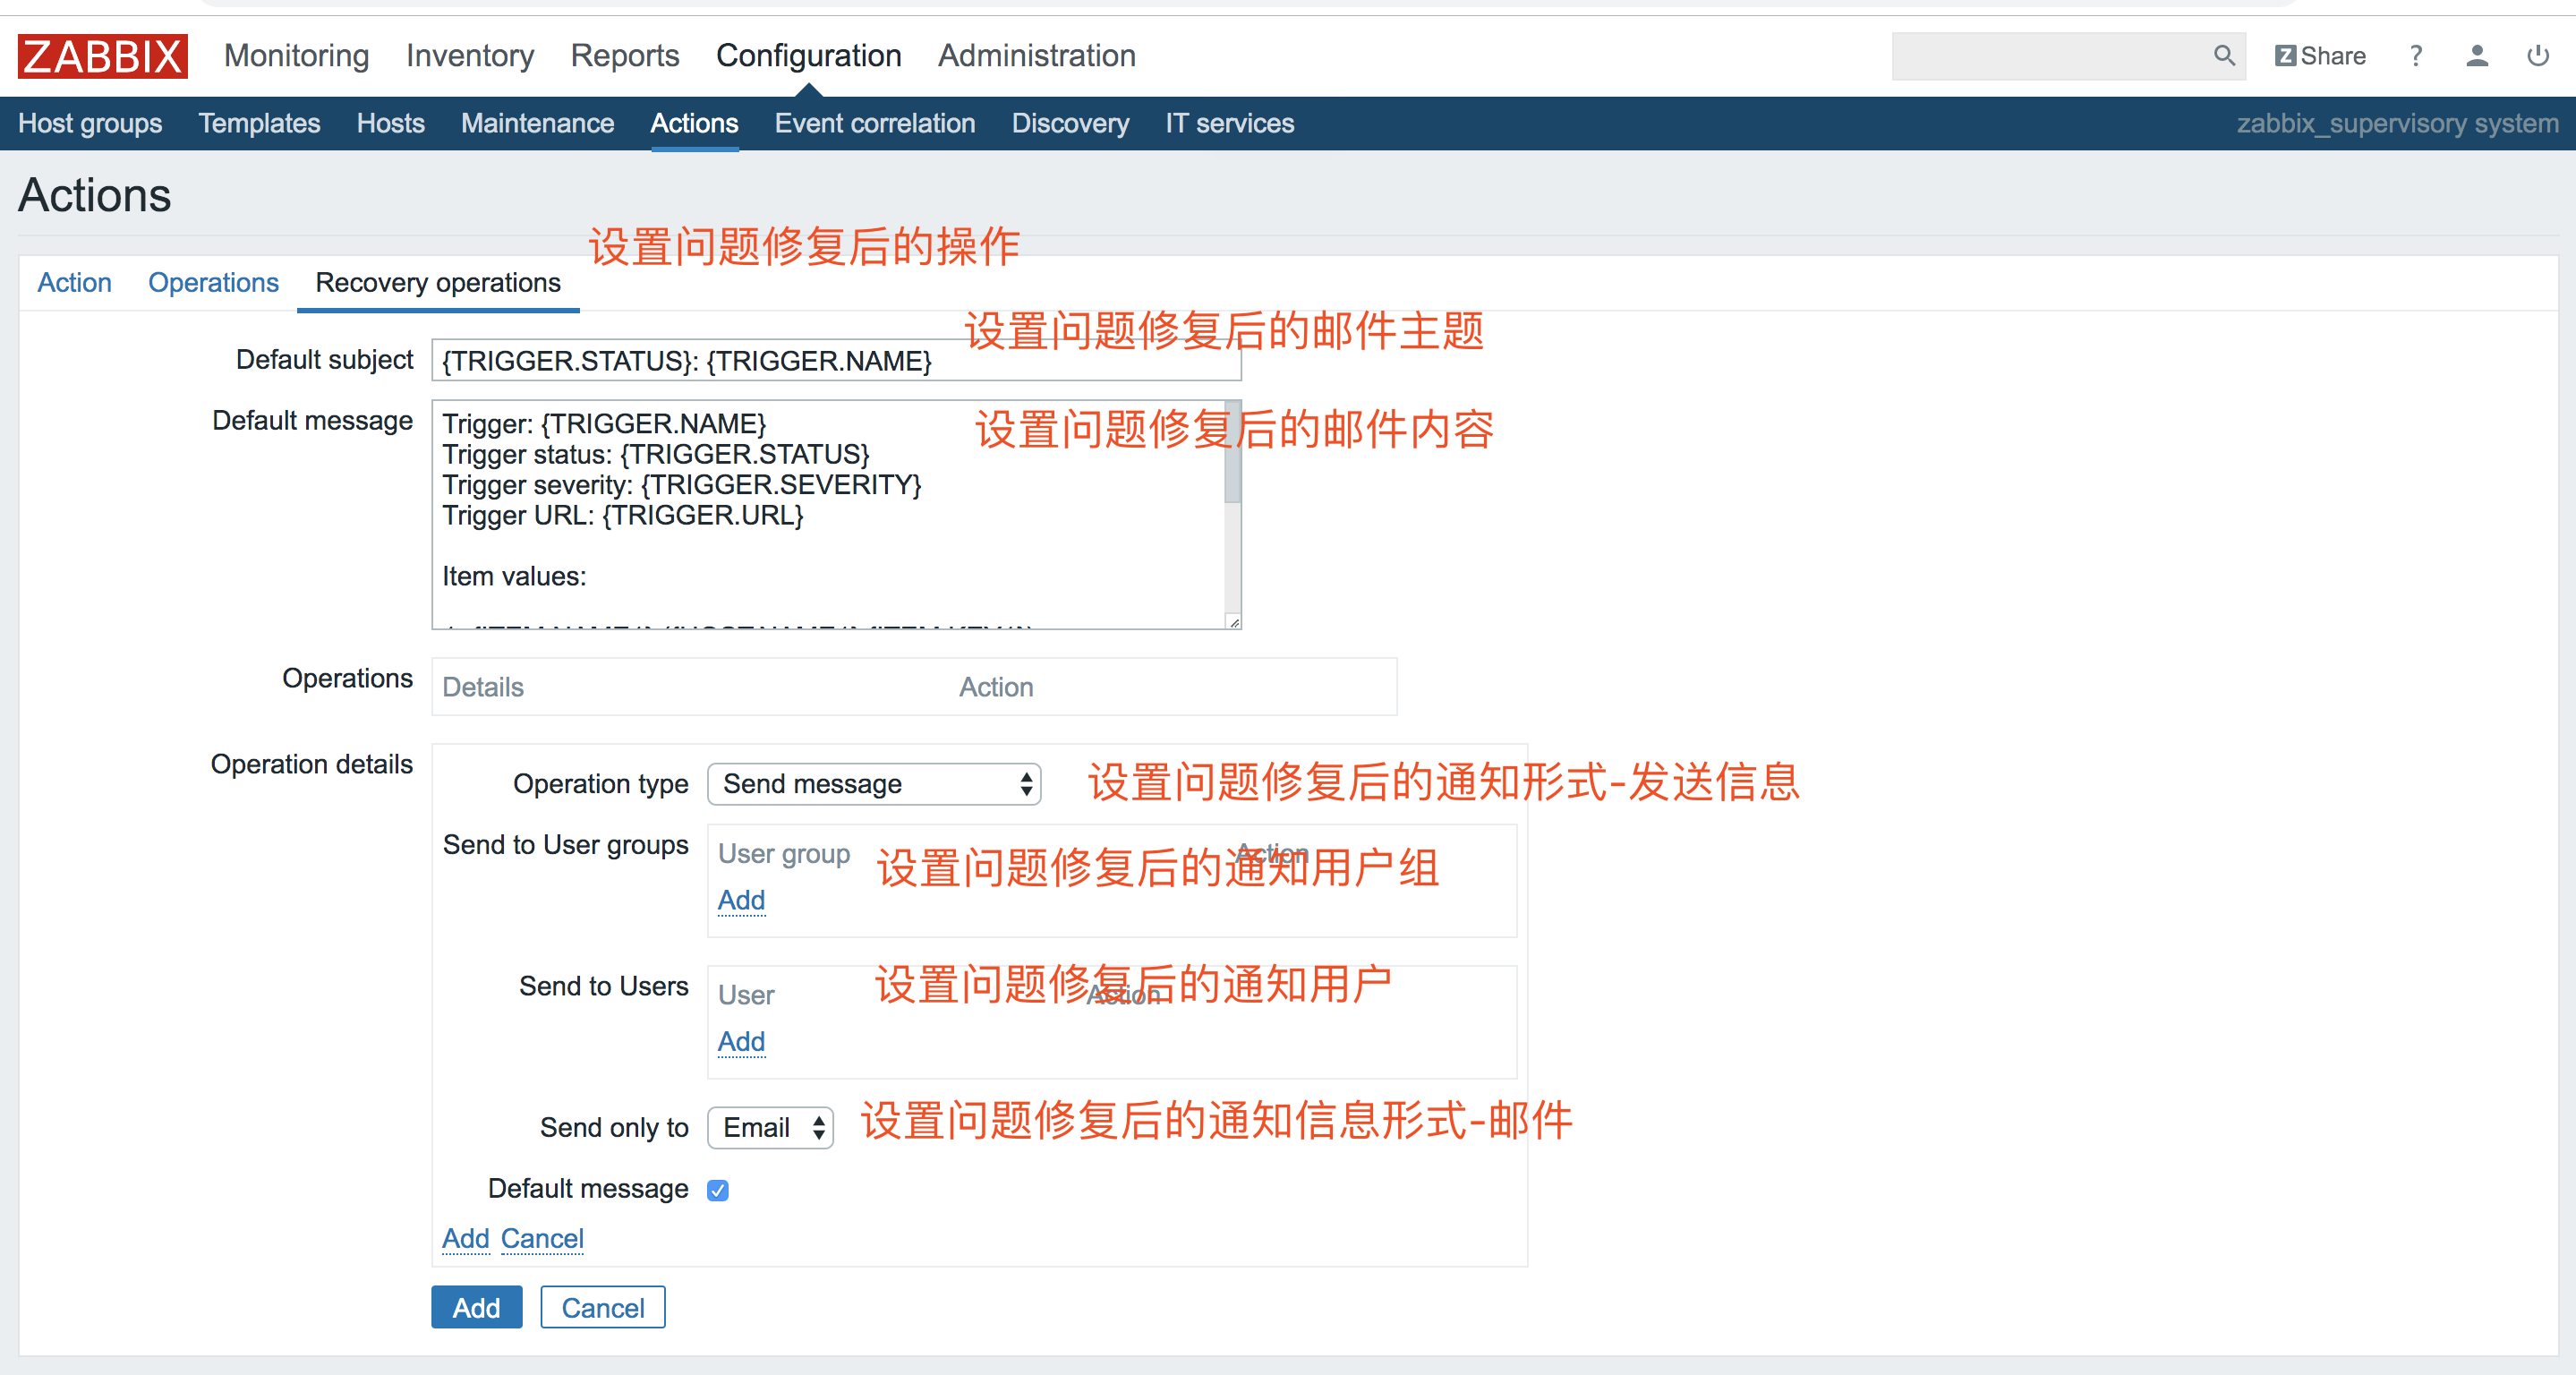 ZABBIX Monitoring Inventory Reports Configuration Administration Z Share ?
Host groups Templates Hosts Maintenance Actions Event correlation Discovery IT services zabbix_supervisory system
Actions
设置问题修复后的操作
Action Operations Recovery operations
设置问题修复后的邮件主题
Default subject {TRIGGER.STATUS}: {TRIGGER.NAME}
Default message Trigger: {TRIGGER.NAME} 设置问题修复后的邮件内容
Trigger status: {TRIGGER.STATUS}
Trigger severity: {TRIGGER.SEVERITY}
Trigger URL: {TRIGGER.URL}
Item values:
Operations Details Action
Operation details
Operation type Send message 设置问题修复后的通知形式-发送信息
Send to User groups User group Action
设置问题修复后的通知用户组
Add
Send to Users User Action
设置问题修复后的通知用户
Add
Send only to Email 设置问题修复后的通知信息形式-邮件
Default message
Add Cancel
Add Cancel